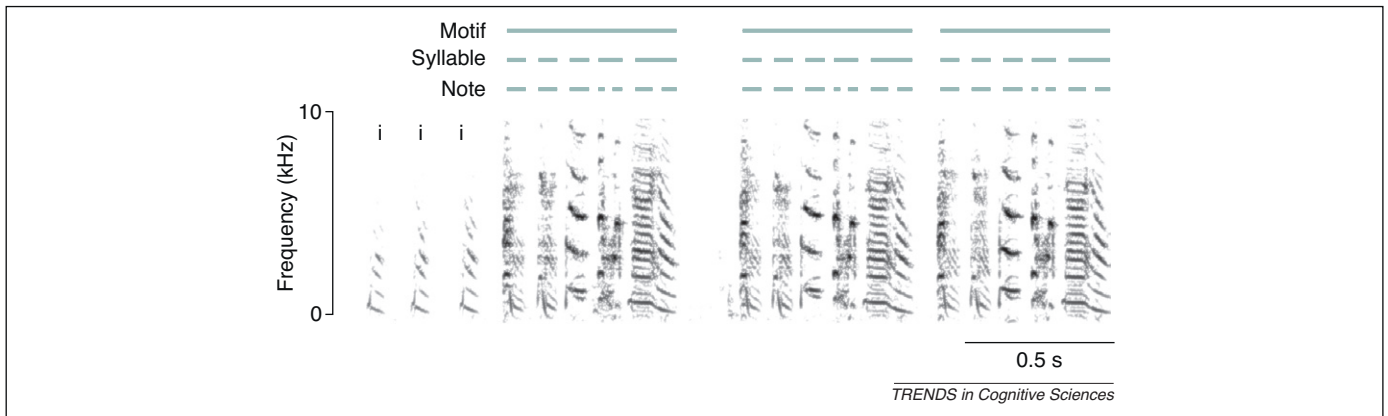 Motif
Syllable
Note
10
i i i
Frequency (kHz)
0
0.5 s
TRENDS in Cognitive Sciences